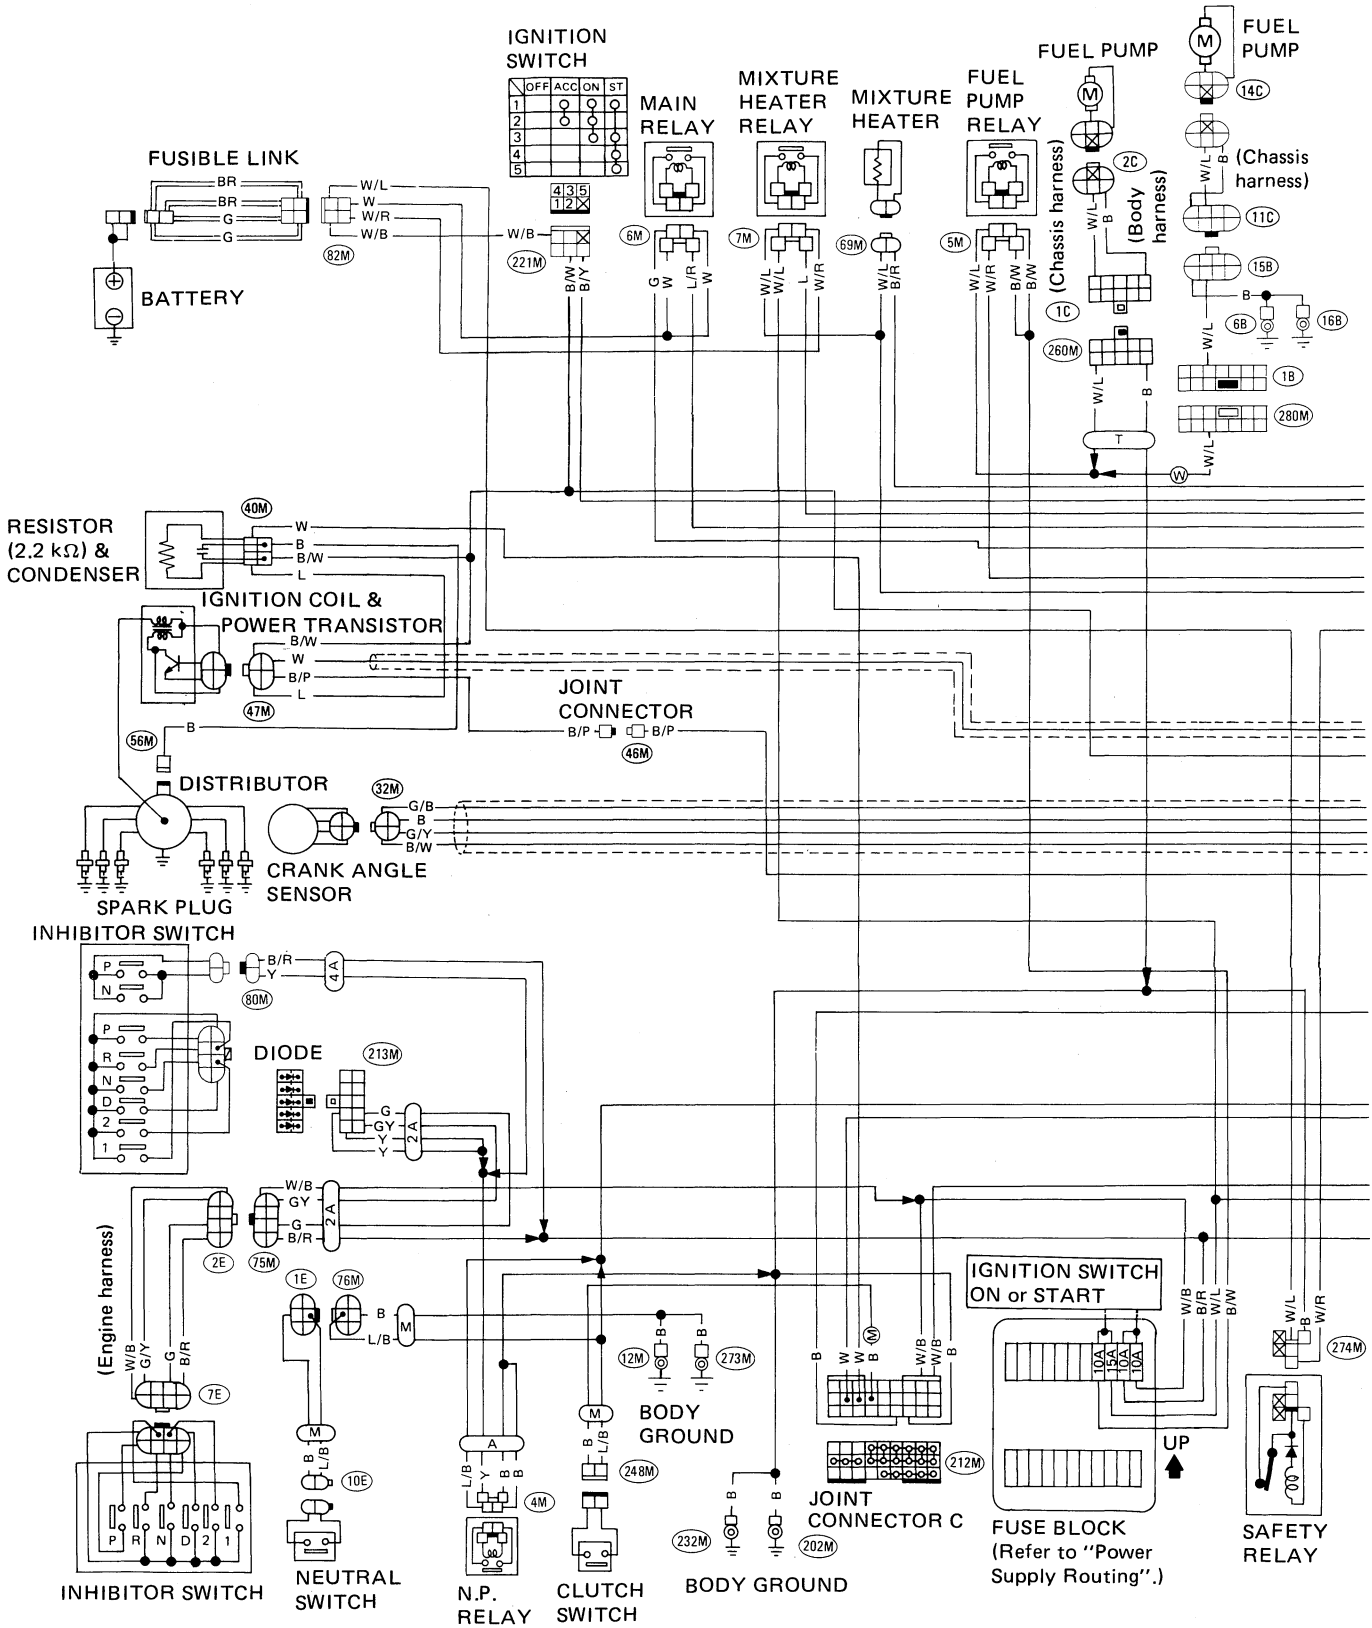 IGNITION
SWITCH
OFF ACC ON ST
1
2
3
4
5
4 3 5
1 2
MAIN
RELAY
MIXTURE
HEATER
RELAY
MIXTURE
HEATER
FUEL
PUMP
RELAY
FUEL PUMP
M
FUEL
PUMP
M
14C
2C
(Chassis harness)
(Body
harness)
(Chassis
harness)
11C
15B
FUSIBLE LINK
BR
BR
G
G
W/L
W
W/R
W/B
82M
W/B
221M
B/W
B/Y
6M
G
W
L/R
W
7M
W/L
W/L
L
W/R
69M
W/L
B/R
5M
W/L
W/R
B/W
B/W
W/L
B
W/L
B
1C
260M
W/L
B
T
W/L
B
6B
16B
1B
280M
W/L
W
BATTERY
RESISTOR
(2.2 kΩ) &
CONDENSER
40M
W
B
B/W
L
IGNITION COIL &
POWER TRANSISTOR
B/W
W
B/P
L
47M
56M
B
JOINT
CONNECTOR
B/P
B/P
46M
DISTRIBUTOR
32M
G/B
B
G/Y
B/W
CRANK ANGLE
SENSOR
SPARK PLUG
INHIBITOR SWITCH
P
N
B/R
Y
4A
80M
P
R
N
D
2
1
DIODE
213M
G
GY
Y
Y
2A
W/B
GY
G
B/R
2A
2E
75M
(Engine harness)
W/B
G/Y
G
B/R
7E
1E
76M
B
L/B
M
12M
B
B
273M
BODY
GROUND
M
B
L/B
10E
NEUTRAL
SWITCH
P R N D 2 1
INHIBITOR SWITCH
A
L/B
Y
B
B
4M
N.P.
RELAY
M
B
L/B
248M
CLUTCH
SWITCH
B
B
232M
202M
BODY GROUND
B
W
W
B
M
W/B
W/B
B
212M
JOINT
CONNECTOR C
IGNITION SWITCH
ON or START
10A
15A
10A
10A
W/B
B/R
W/L
B/W
UP
FUSE BLOCK
(Refer to "Power
Supply Routing".)
W/L
B
W/R
274M
SAFETY
RELAY